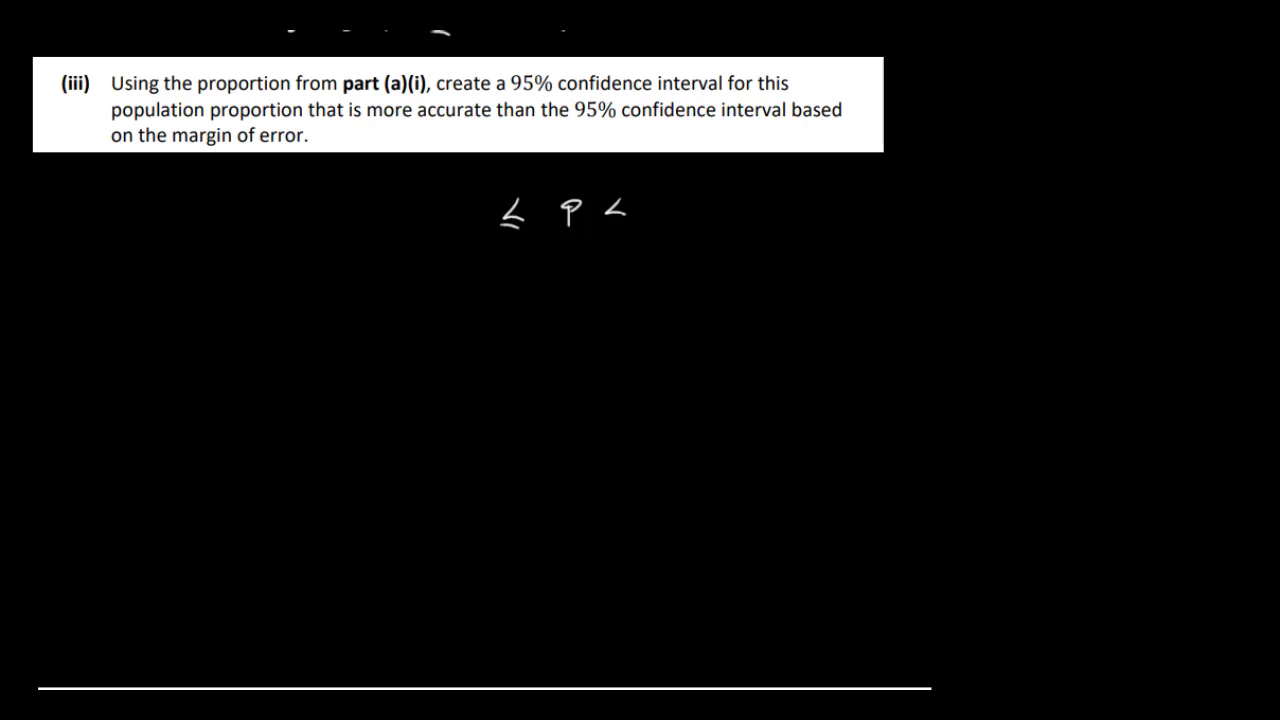 (iii) Using the proportion from part (a)(i), create a 95% confidence interval for this
population proportion that is more accurate than the 95% confidence interval based
on the margin of error.
≤ P <